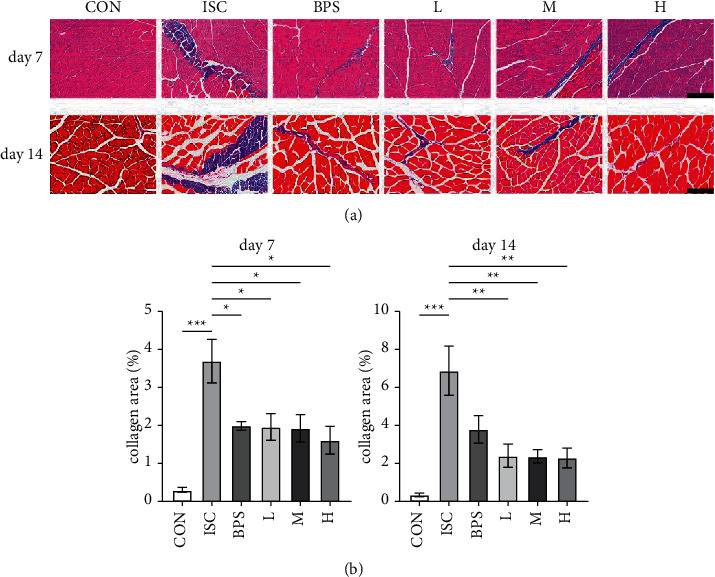 CON ISC BPS L M H
day 7
day 14
(a)
day 7
*
*
*
*
***
5
4
3
2
1
0
collagen area (%)
CON ISC BPS L M H
day 14
**
**
**
***
10
8
6
4
2
0
collagen area (%)
CON ISC BPS L M H
(b)